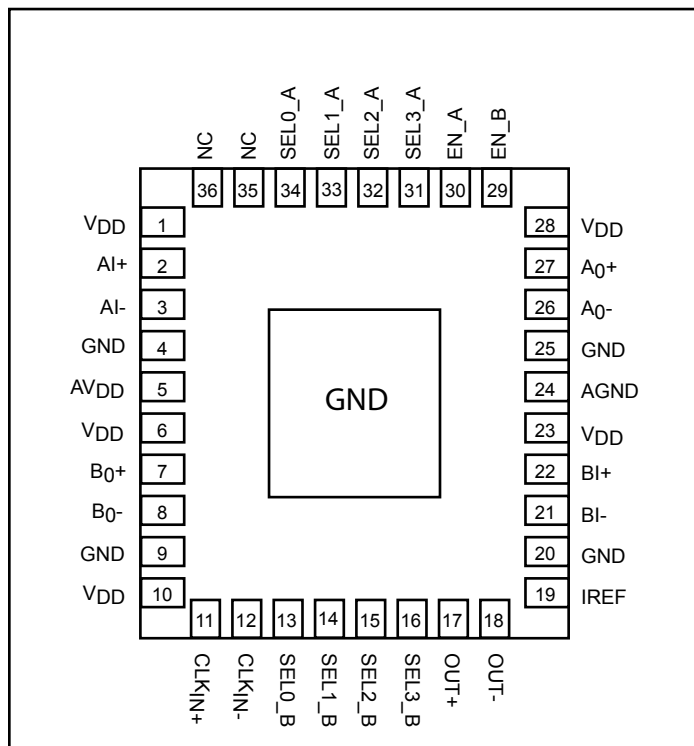 NC
NC
SEL0_A
SEL1_A
SEL2_A
SEL3_A
EN_A
EN_B
36
35
34
33
32
31
30
29
VDD 1
28 VDD
AI+ 2
27 A0+
AI- 3
26 A0-
GND 4
25 GND
AVDD 5
24 AGND
GND
VDD 6
23 VDD
B0+ 7
22 BI+
B0- 8
21 BI-
GND 9
20 GND
VDD 10
19 IREF
11
12
13
14
15
16
17
18
CLKIN+
CLKIN-
SEL0_B
SEL1_B
SEL2_B
SEL3_B
OUT+
OUT-